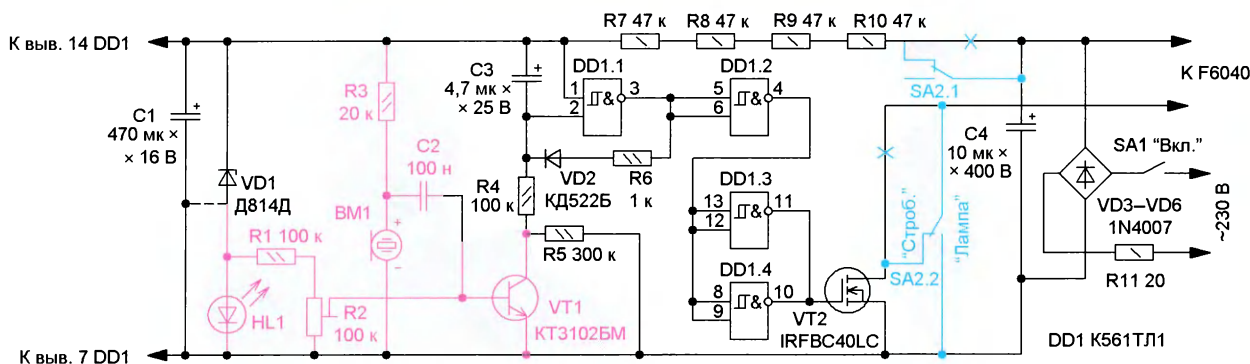 К выв. 14 DD1
R7 47 к
R8 47 к
R9 47 к
R10 47 к
К F6040
C1
470 мк ×
× 16 В
+
VD1
Д814Д
R1 100 к
HL1
R2
100 к
R3
20 к
C2
100 н
BM1
+
−
C3
4,7 мк ×
× 25 В
+
R4
100 к
R5 300 к
VD2
КД522Б
R6
1 к
VT1
КТ3102БМ
DD1.1
1
2
&
3
DD1.2
5
6
&
4
DD1.3
13
12
&
11
DD1.4
8
9
&
10
VT2
IRFBC40LC
SA2.1
"Строб."
"Лампа"
SA2.2
C4
10 мк ×
× 400 В
+
SA1 "Вкл."
VD3–VD6
1N4007
~230 В
R11 20
К выв. 7 DD1
DD1 К561ТЛ1